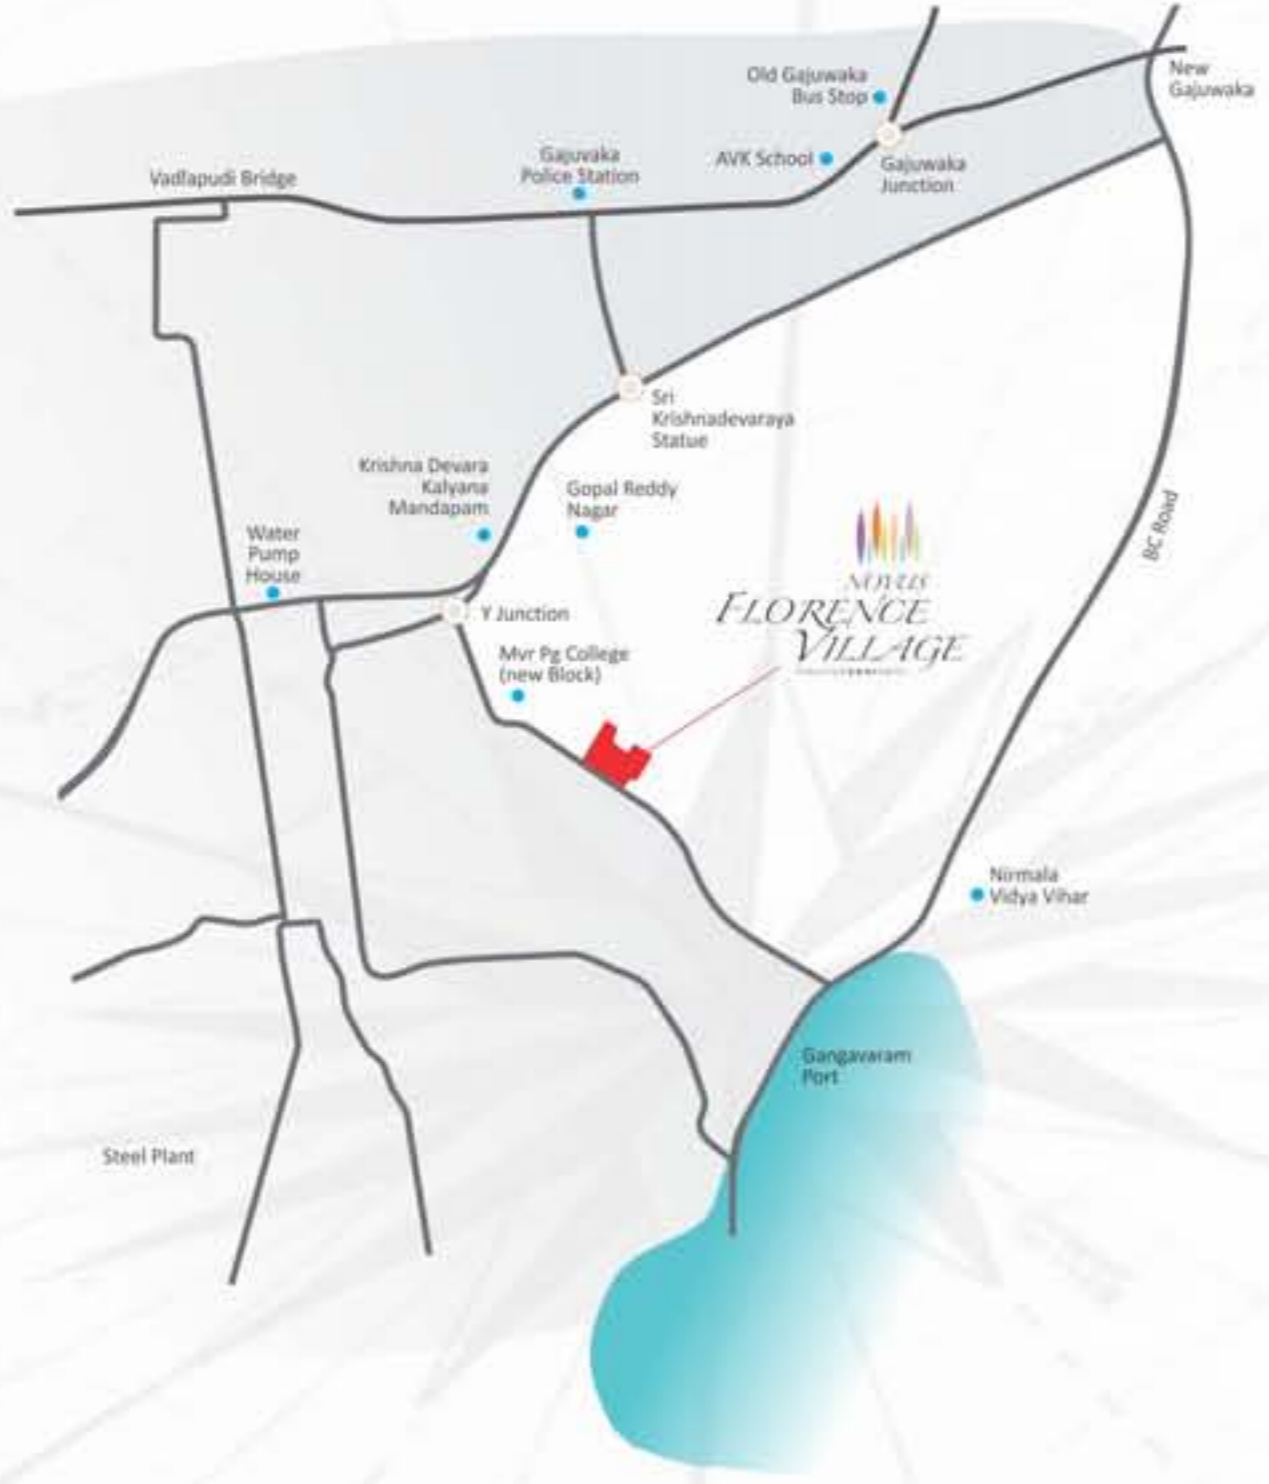 Old Gajuwaka
Bus Stop
New
Gajuwaka
Gajuvaka
Police Station
AVK School
Gajuwaka
Junction
Vadlapudi Bridge
Sri
Krishnadevaraya
Statue
Krishna Devara
Kalyana
Mandapam
Gopal Reddy
Nagar
BC Road
Water
Pump
House
NOVUS
FLORENCE
VILLAGE
Y Junction
Mvr Pg College
(new Block)
Nirmala
Vidya Vihar
Gangavaram
Port
Steel Plant